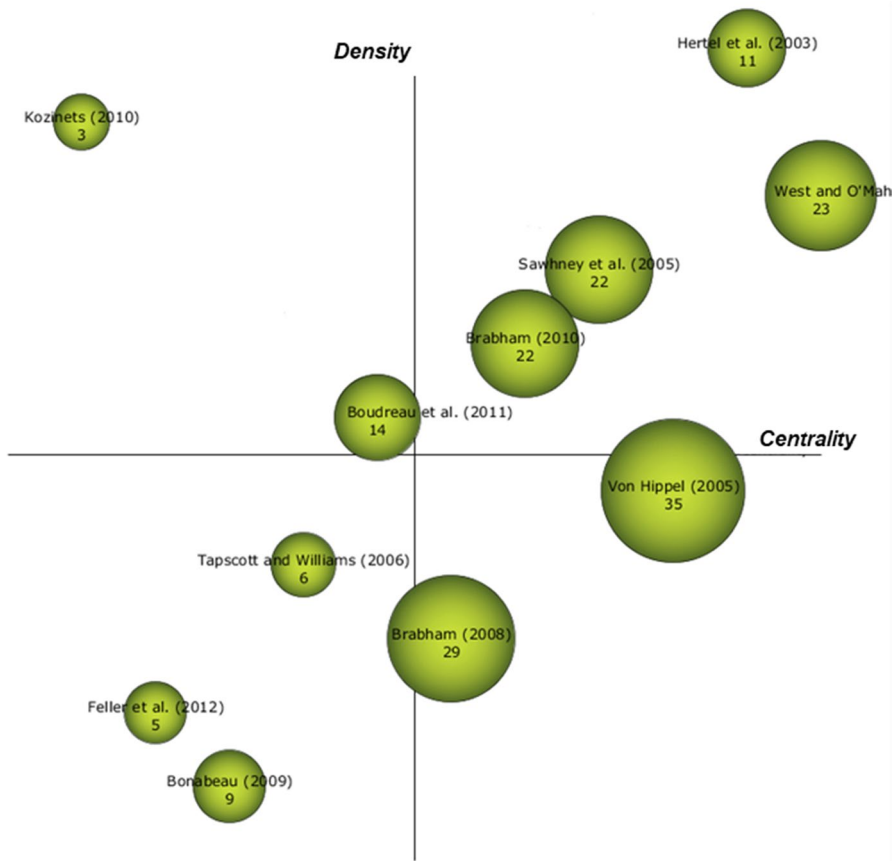 Density
Hertel et al. (2003)
11
Kozinets (2010)
3
West and O'Mah
23
Sawhney et al. (2005)
22
Brabham (2010)
22
Boudreau et al. (2011)
14
Centrality
Von Hippel (2005)
35
Tapscott and Williams (2006)
6
Brabham (2008)
29
Feller et al. (2012)
5
Bonabeau (2009)
9